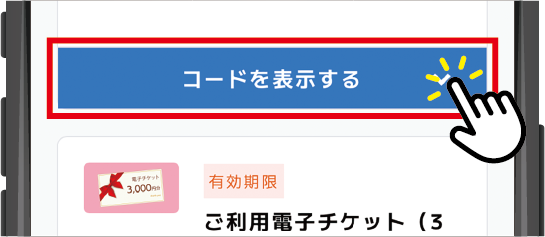 コードを表示する
電子チケット
3,000円分
有効期限
ご利用電子チケット（3